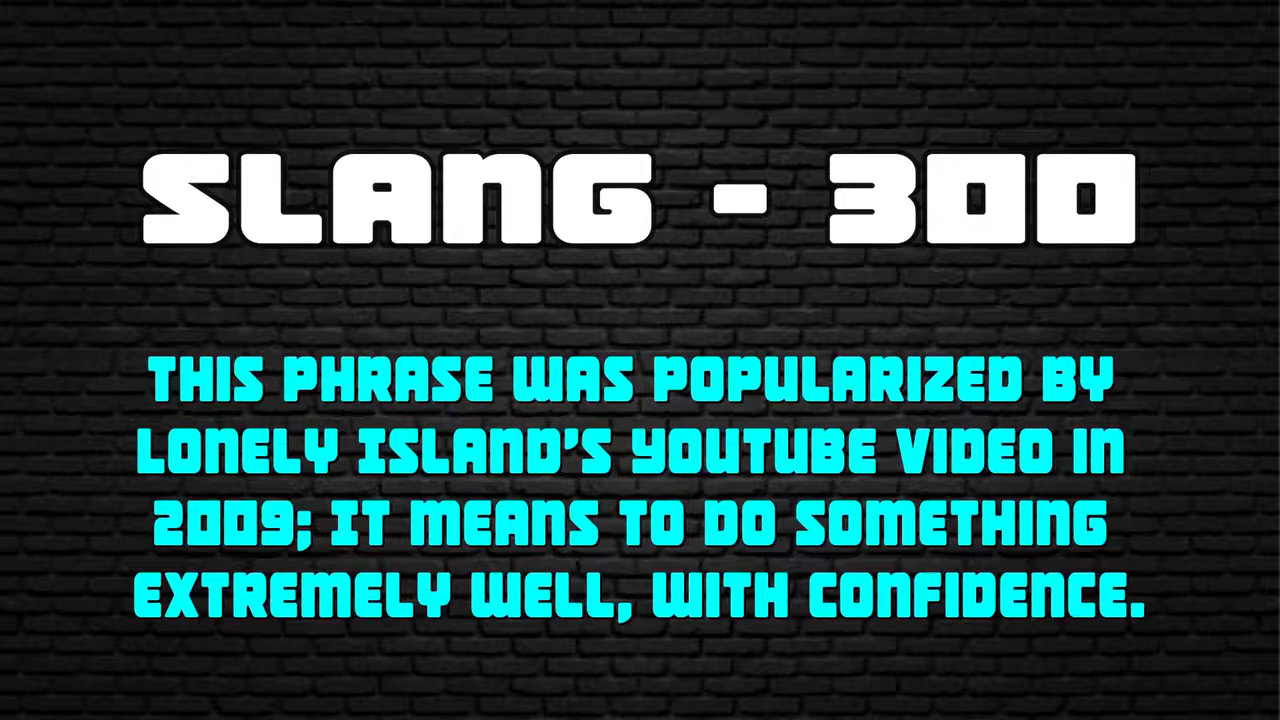 SLANG - 300
THIS PHRASE WAS POPULARIZED BY
LONELY ISLAND'S YOUTUBE VIDEO IN
2009; IT MEANS TO DO SOMETHING
EXTREMELY WELL, WITH CONFIDENCE.